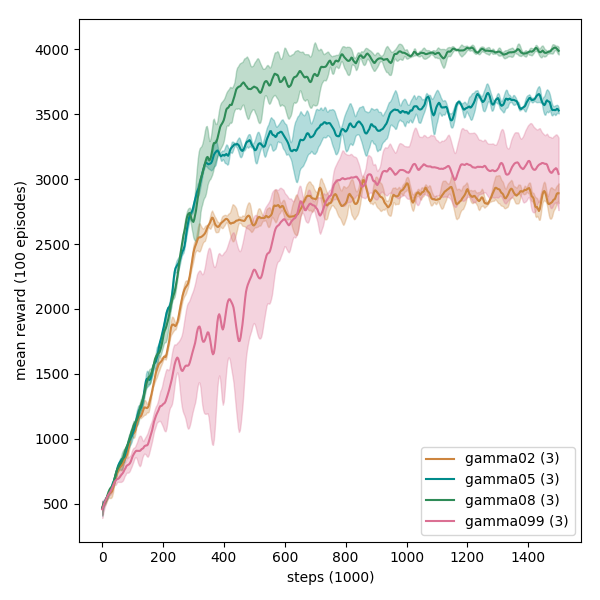 mean reward (100 episodes)
4000
3500
3000
2500
2000
1500
1000
500
0 200 400 600 800 1000 1200 1400
steps (1000)
gamma02 (3)
gamma05 (3)
gamma08 (3)
gamma099 (3)